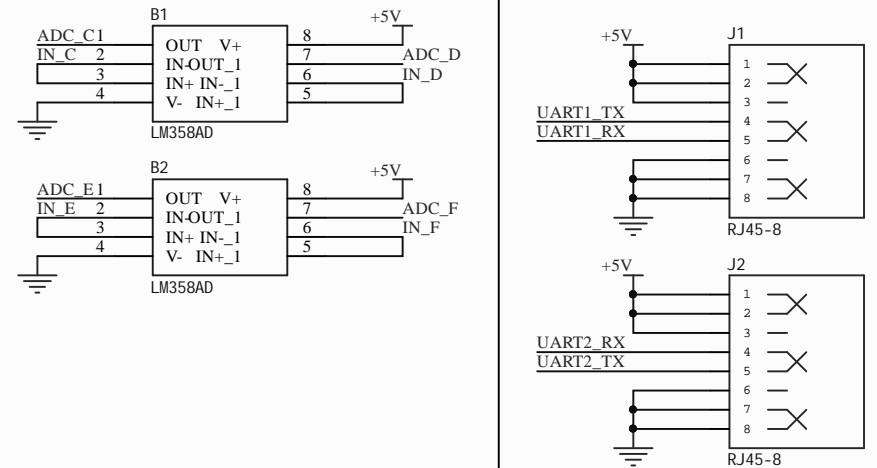 B1
+5V
ADC_C 1 OUT V+ 8
IN_C 2 IN- OUT_1 7 ADC_D
3 IN+ IN-_1 6 IN_D
4 V- IN+_1 5
LM358AD
B2
+5V
ADC_E 1 OUT V+ 8
IN_E 2 IN- OUT_1 7 ADC_F
3 IN+ IN-_1 6 IN_F
4 V- IN+_1 5
LM358AD
+5V
J1
1
2
3
UART1_TX 4
UART1_RX 5
6
7
8
RJ45-8
+5V
J2
1
2
3
UART2_RX 4
UART2_TX 5
6
7
8
RJ45-8